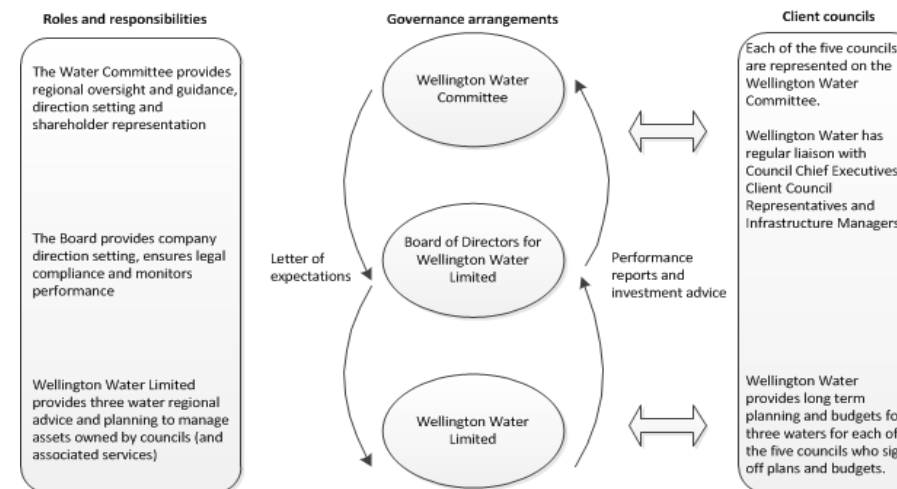 Roles and responsibilities
Governance arrangements
Client councils
The Water Committee provides
regional oversight and guidance,
direction setting and
shareholder representation
The Board provides company
direction setting, ensures legal
compliance and monitors
performance
Wellington Water Limited
provides three water regional
advice and planning to manage
assets owned by councils (and
associated services)
Letter of
expectations
Wellington Water
Committee
Board of Directors for
Wellington Water
Limited
Wellington Water
Limited
Performance
reports and
investment advice
Each of the five councils
are represented on the
Wellington Water
Committee.
Wellington Water has
regular liaison with
Council Chief Executives
Client Council
Representatives and
Infrastructure Managers
Wellington Water
provides long term
planning and budgets
three waters for each of
the five councils who
off plans and budgets.